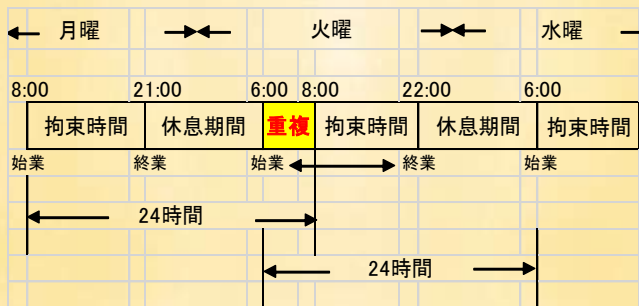 月曜 火曜 水曜
8:00 21:00 6:00 8:00 22:00 6:00
拘束時間 休息期間 重複 拘束時間 休息期間 拘束時間
始業 終業 始業 終業 始業
24時間
24時間